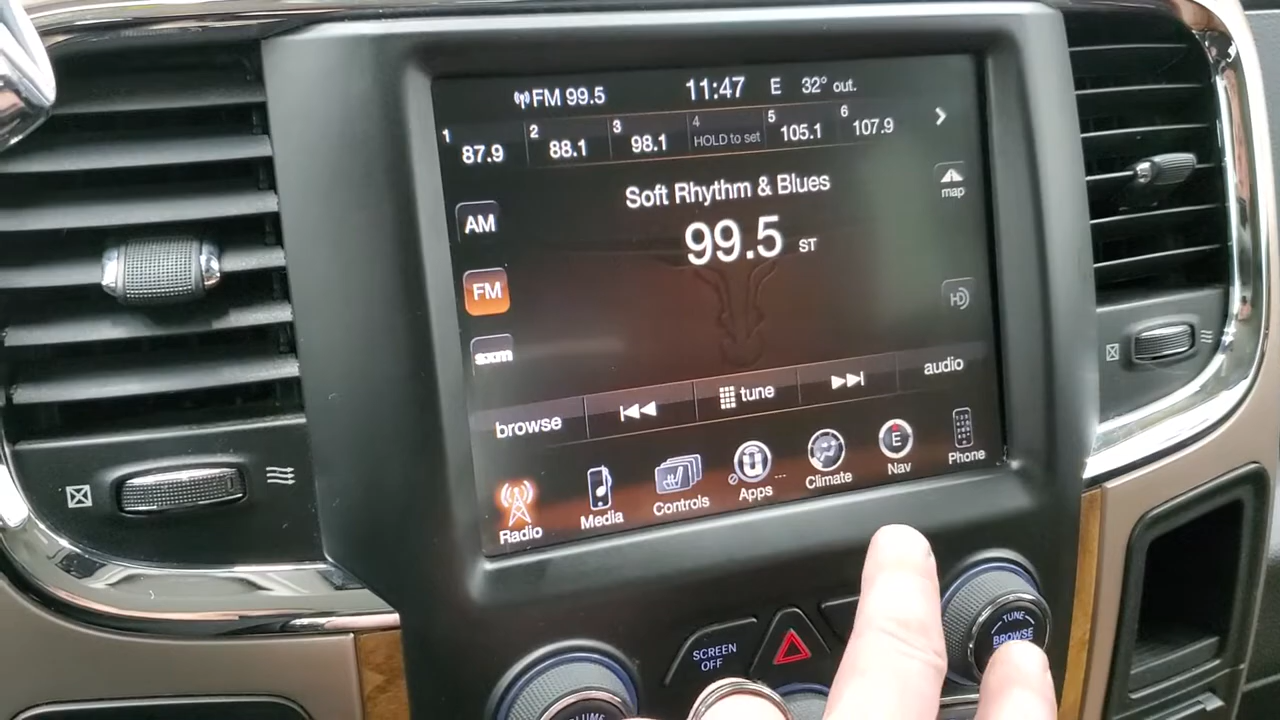 FM 99.5 11:47 E 32° out.
1 87.9 2 88.1 3 98.1 4 HOLD to set 5 105.1 6 107.9
map
Soft Rhythm & Blues
AM
99.5 ST
FM
HD
sxm
browse tune audio
Radio Media Controls Apps Climate E Nav Phone
SCREEN
OFF
TUNE
BROWSE
VOLUME